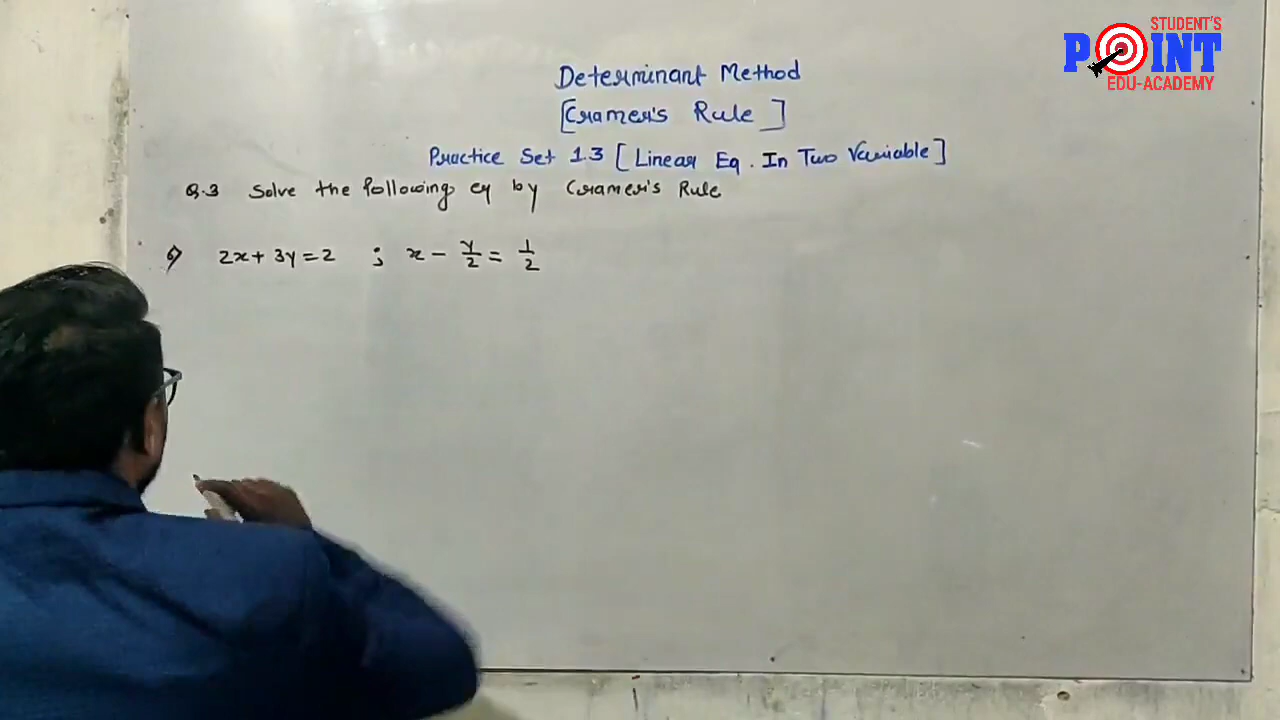 STUDENT'S
POINT
EDU-ACADEMY
Determinant Method
[Cramer's Rule]
Practice Set 1.3 [Linear Eq. In Two Variable]
Q.3 Solve the following eq by Cramer's Rule
6) 2x + 3y = 2 ; x - y/2 = 1/2